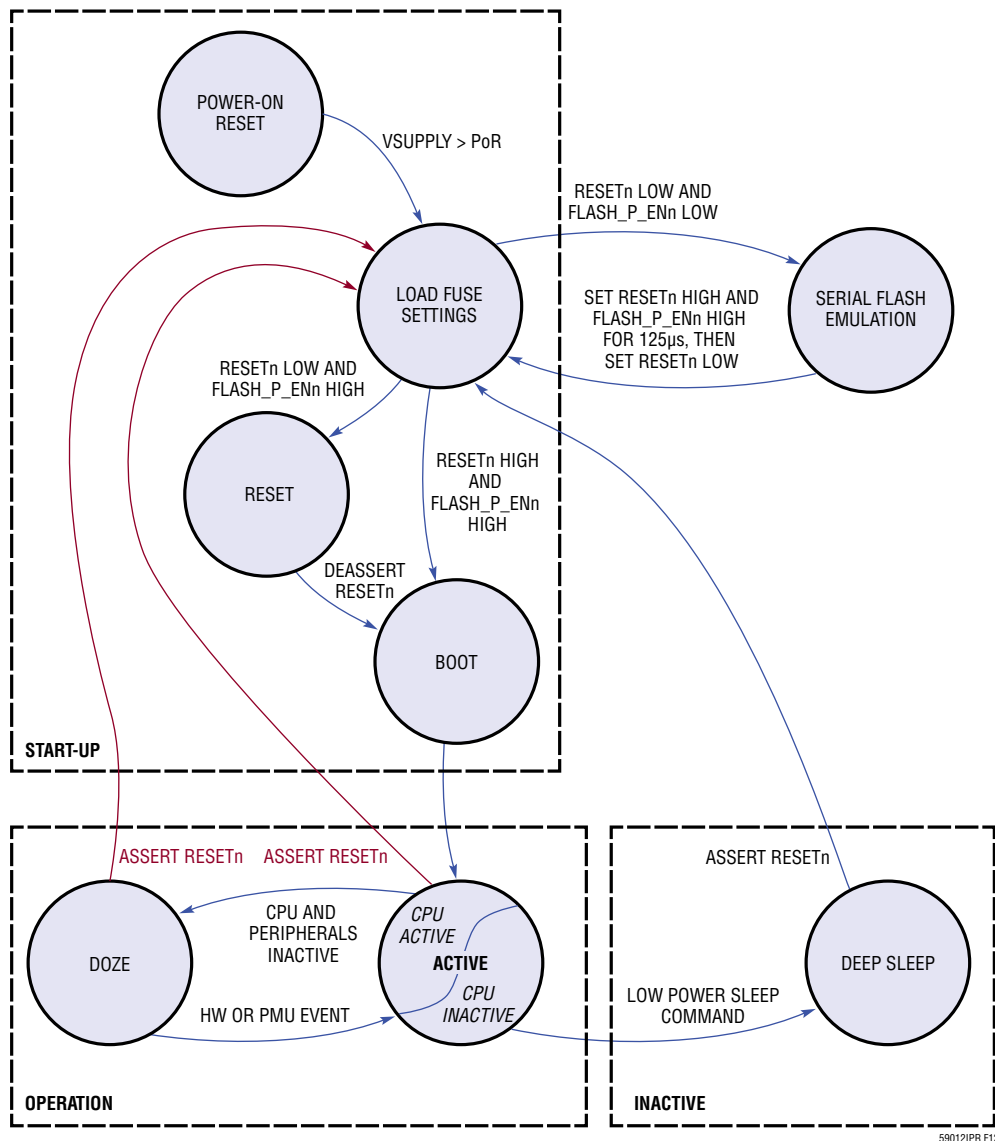 POWER-ON
RESET
VSUPPLY > PoR
RESETn LOW AND
FLASH_P_ENn LOW
LOAD FUSE
SETTINGS
SET RESETn HIGH AND
FLASH_P_ENn HIGH
FOR 125µs, THEN
SET RESETn LOW
SERIAL FLASH
EMULATION
RESETn LOW AND
FLASH_P_ENn HIGH
RESETn HIGH
AND
FLASH_P_ENn
HIGH
RESET
DEASSERT
RESETn
BOOT
START-UP
ASSERT RESETn
ASSERT RESETn
ASSERT RESETn
CPU AND
PERIPHERALS
INACTIVE
CPU
ACTIVE
ACTIVE
CPU
INACTIVE
DOZE
HW OR PMU EVENT
LOW POWER SLEEP
COMMAND
DEEP SLEEP
OPERATION
INACTIVE